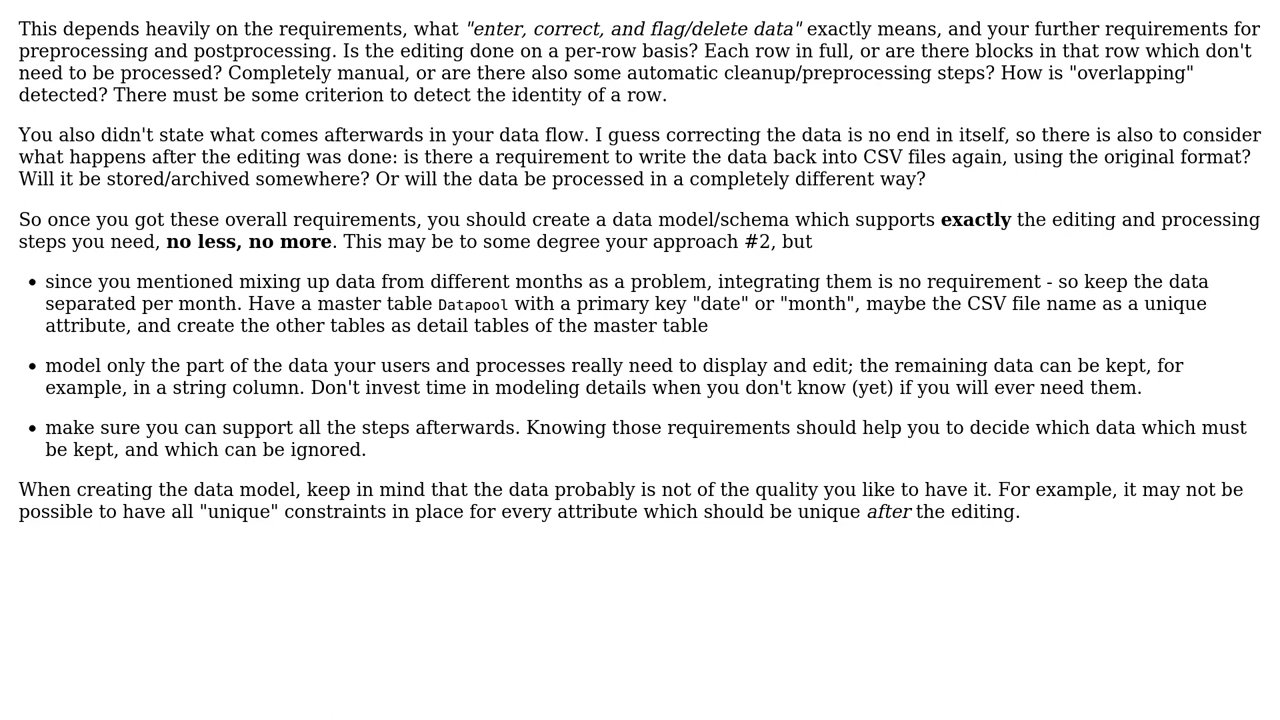 This depends heavily on the requirements, what "enter, correct, and flag/delete data" exactly means, and your further requirements for
preprocessing and postprocessing. Is the editing done on a per-row basis? Each row in full, or are there blocks in that row which don't
need to be processed? Completely manual, or are there also some automatic cleanup/preprocessing steps? How is "overlapping"
detected? There must be some criterion to detect the identity of a row.
You also didn't state what comes afterwards in your data flow. I guess correcting the data is no end in itself, so there is also to consider
what happens after the editing was done: is there a requirement to write the data back into CSV files again, using the original format?
Will it be stored/archived somewhere? Or will the data be processed in a completely different way?
So once you got these overall requirements, you should create a data model/schema which supports exactly the editing and processing
steps you need, no less, no more. This may be to some degree your approach #2, but
• since you mentioned mixing up data from different months as a problem, integrating them is no requirement - so keep the data
separated per month. Have a master table Datapool with a primary key "date" or "month", maybe the CSV file name as a unique
attribute, and create the other tables as detail tables of the master table
• model only the part of the data your users and processes really need to display and edit; the remaining data can be kept, for
example, in a string column. Don't invest time in modeling details when you don't know (yet) if you will ever need them.
• make sure you can support all the steps afterwards. Knowing those requirements should help you to decide which data which must
be kept, and which can be ignored.
When creating the data model, keep in mind that the data probably is not of the quality you like to have it. For example, it may not be
possible to have all "unique" constraints in place for every attribute which should be unique after the editing.